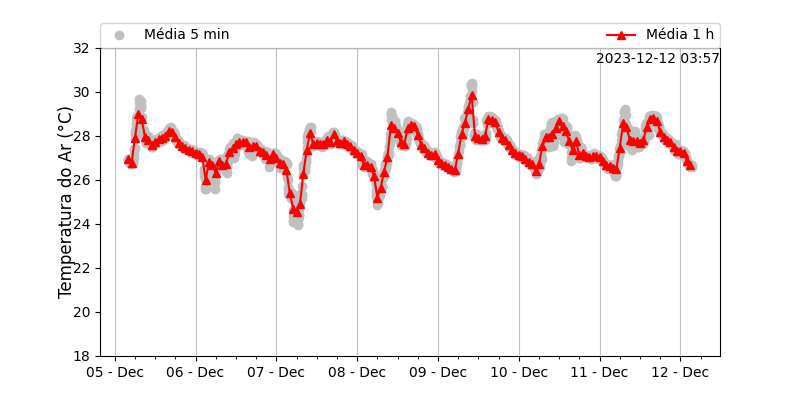 Média 5 min
Média 1 h
2023-12-12 03:57
Temperatura do Ar (°C)
32
30
28
26
24
22
20
18
05 - Dec
06 - Dec
07 - Dec
08 - Dec
09 - Dec
10 - Dec
11 - Dec
12 - Dec